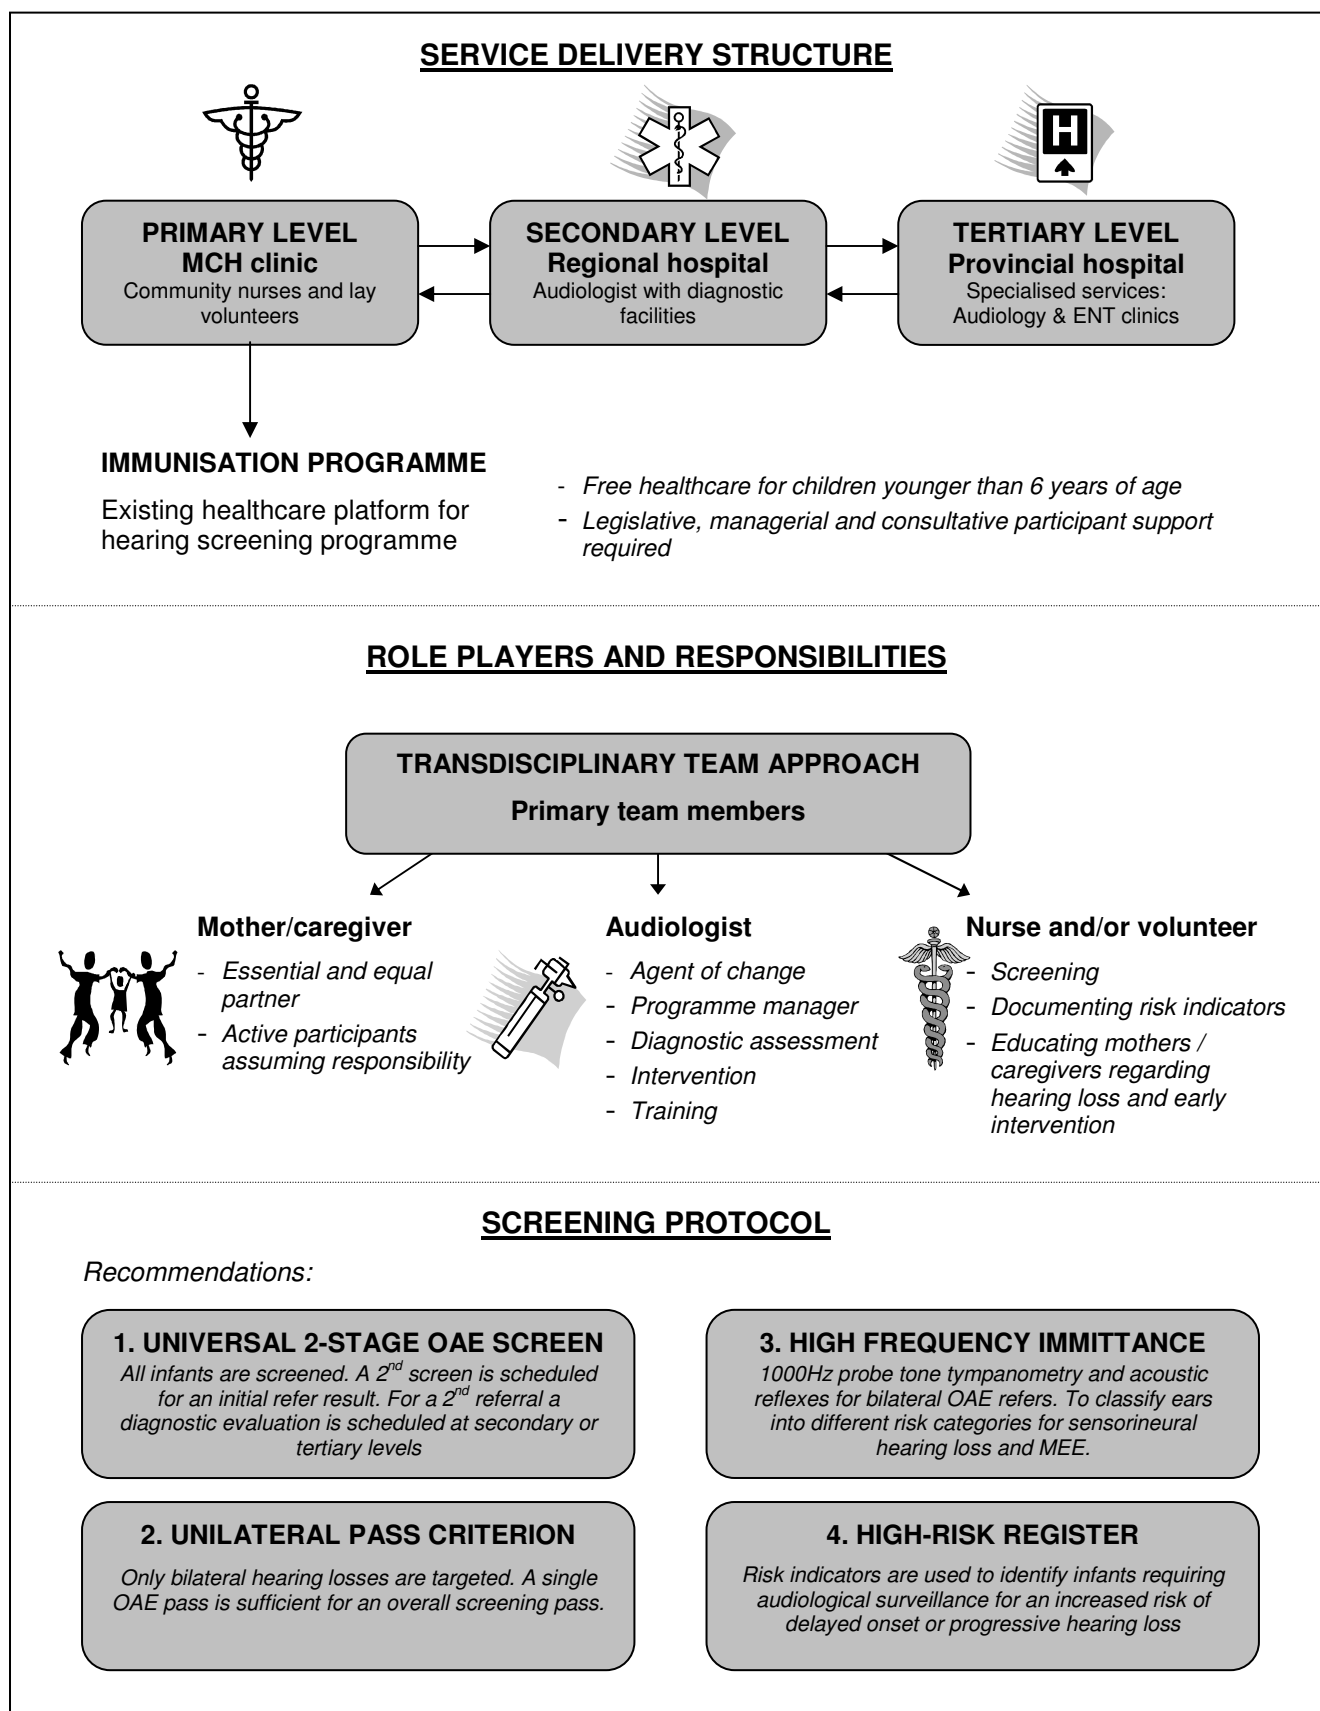 SERVICE DELIVERY STRUCTURE
H
PRIMARY LEVEL
MCH clinic
Community nurses and lay
volunteers
SECONDARY LEVEL
Regional hospital
Audiologist with diagnostic
facilities
TERTIARY LEVEL
Provincial hospital
Specialised services:
Audiology & ENT clinics
IMMUNISATION PROGRAMME
Existing healthcare platform for
hearing screening programme
- Free healthcare for children younger than 6 years of age
- Legislative, managerial and consultative participant support
required
ROLE PLAYERS AND RESPONSIBILITIES
TRANSDISCIPLINARY TEAM APPROACH
Primary team members
Mother/caregiver
- Essential and equal
partner
- Active participants
assuming responsibility
Audiologist
- Agent of change
- Programme manager
- Diagnostic assessment
- Intervention
- Training
Nurse and/or volunteer
- Screening
- Documenting risk indicators
- Educating mothers /
caregivers regarding
hearing loss and early
intervention
SCREENING PROTOCOL
Recommendations:
1. UNIVERSAL 2-STAGE OAE SCREEN
All infants are screened. A 2nd screen is scheduled
for an initial refer result. For a 2nd referral a
diagnostic evaluation is scheduled at secondary or
tertiary levels
2. UNILATERAL PASS CRITERION
Only bilateral hearing losses are targeted. A single
OAE pass is sufficient for an overall screening pass.
3. HIGH FREQUENCY IMMITTANCE
1000Hz probe tone tympanometry and acoustic
reflexes for bilateral OAE refers. To classify ears
into different risk categories for sensorineural
hearing loss and MEE.
4. HIGH-RISK REGISTER
Risk indicators are used to identify infants requiring
audiological surveillance for an increased risk of
delayed onset or progressive hearing loss